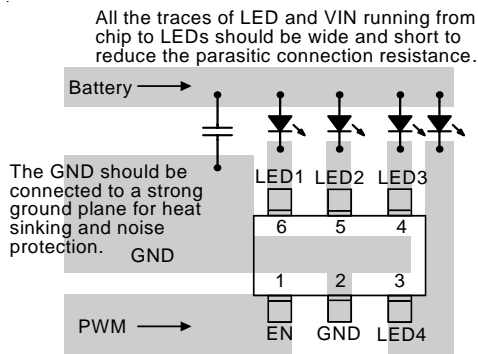 All the traces of LED and VIN running from
chip to LEDs should be wide and short to
reduce the parasitic connection resistance.
Battery
The GND should be
connected to a strong
ground plane for heat
sinking and noise
protection.
GND
LED1 LED2 LED3
6 5 4
1 2 3
PWM
EN GND LED4